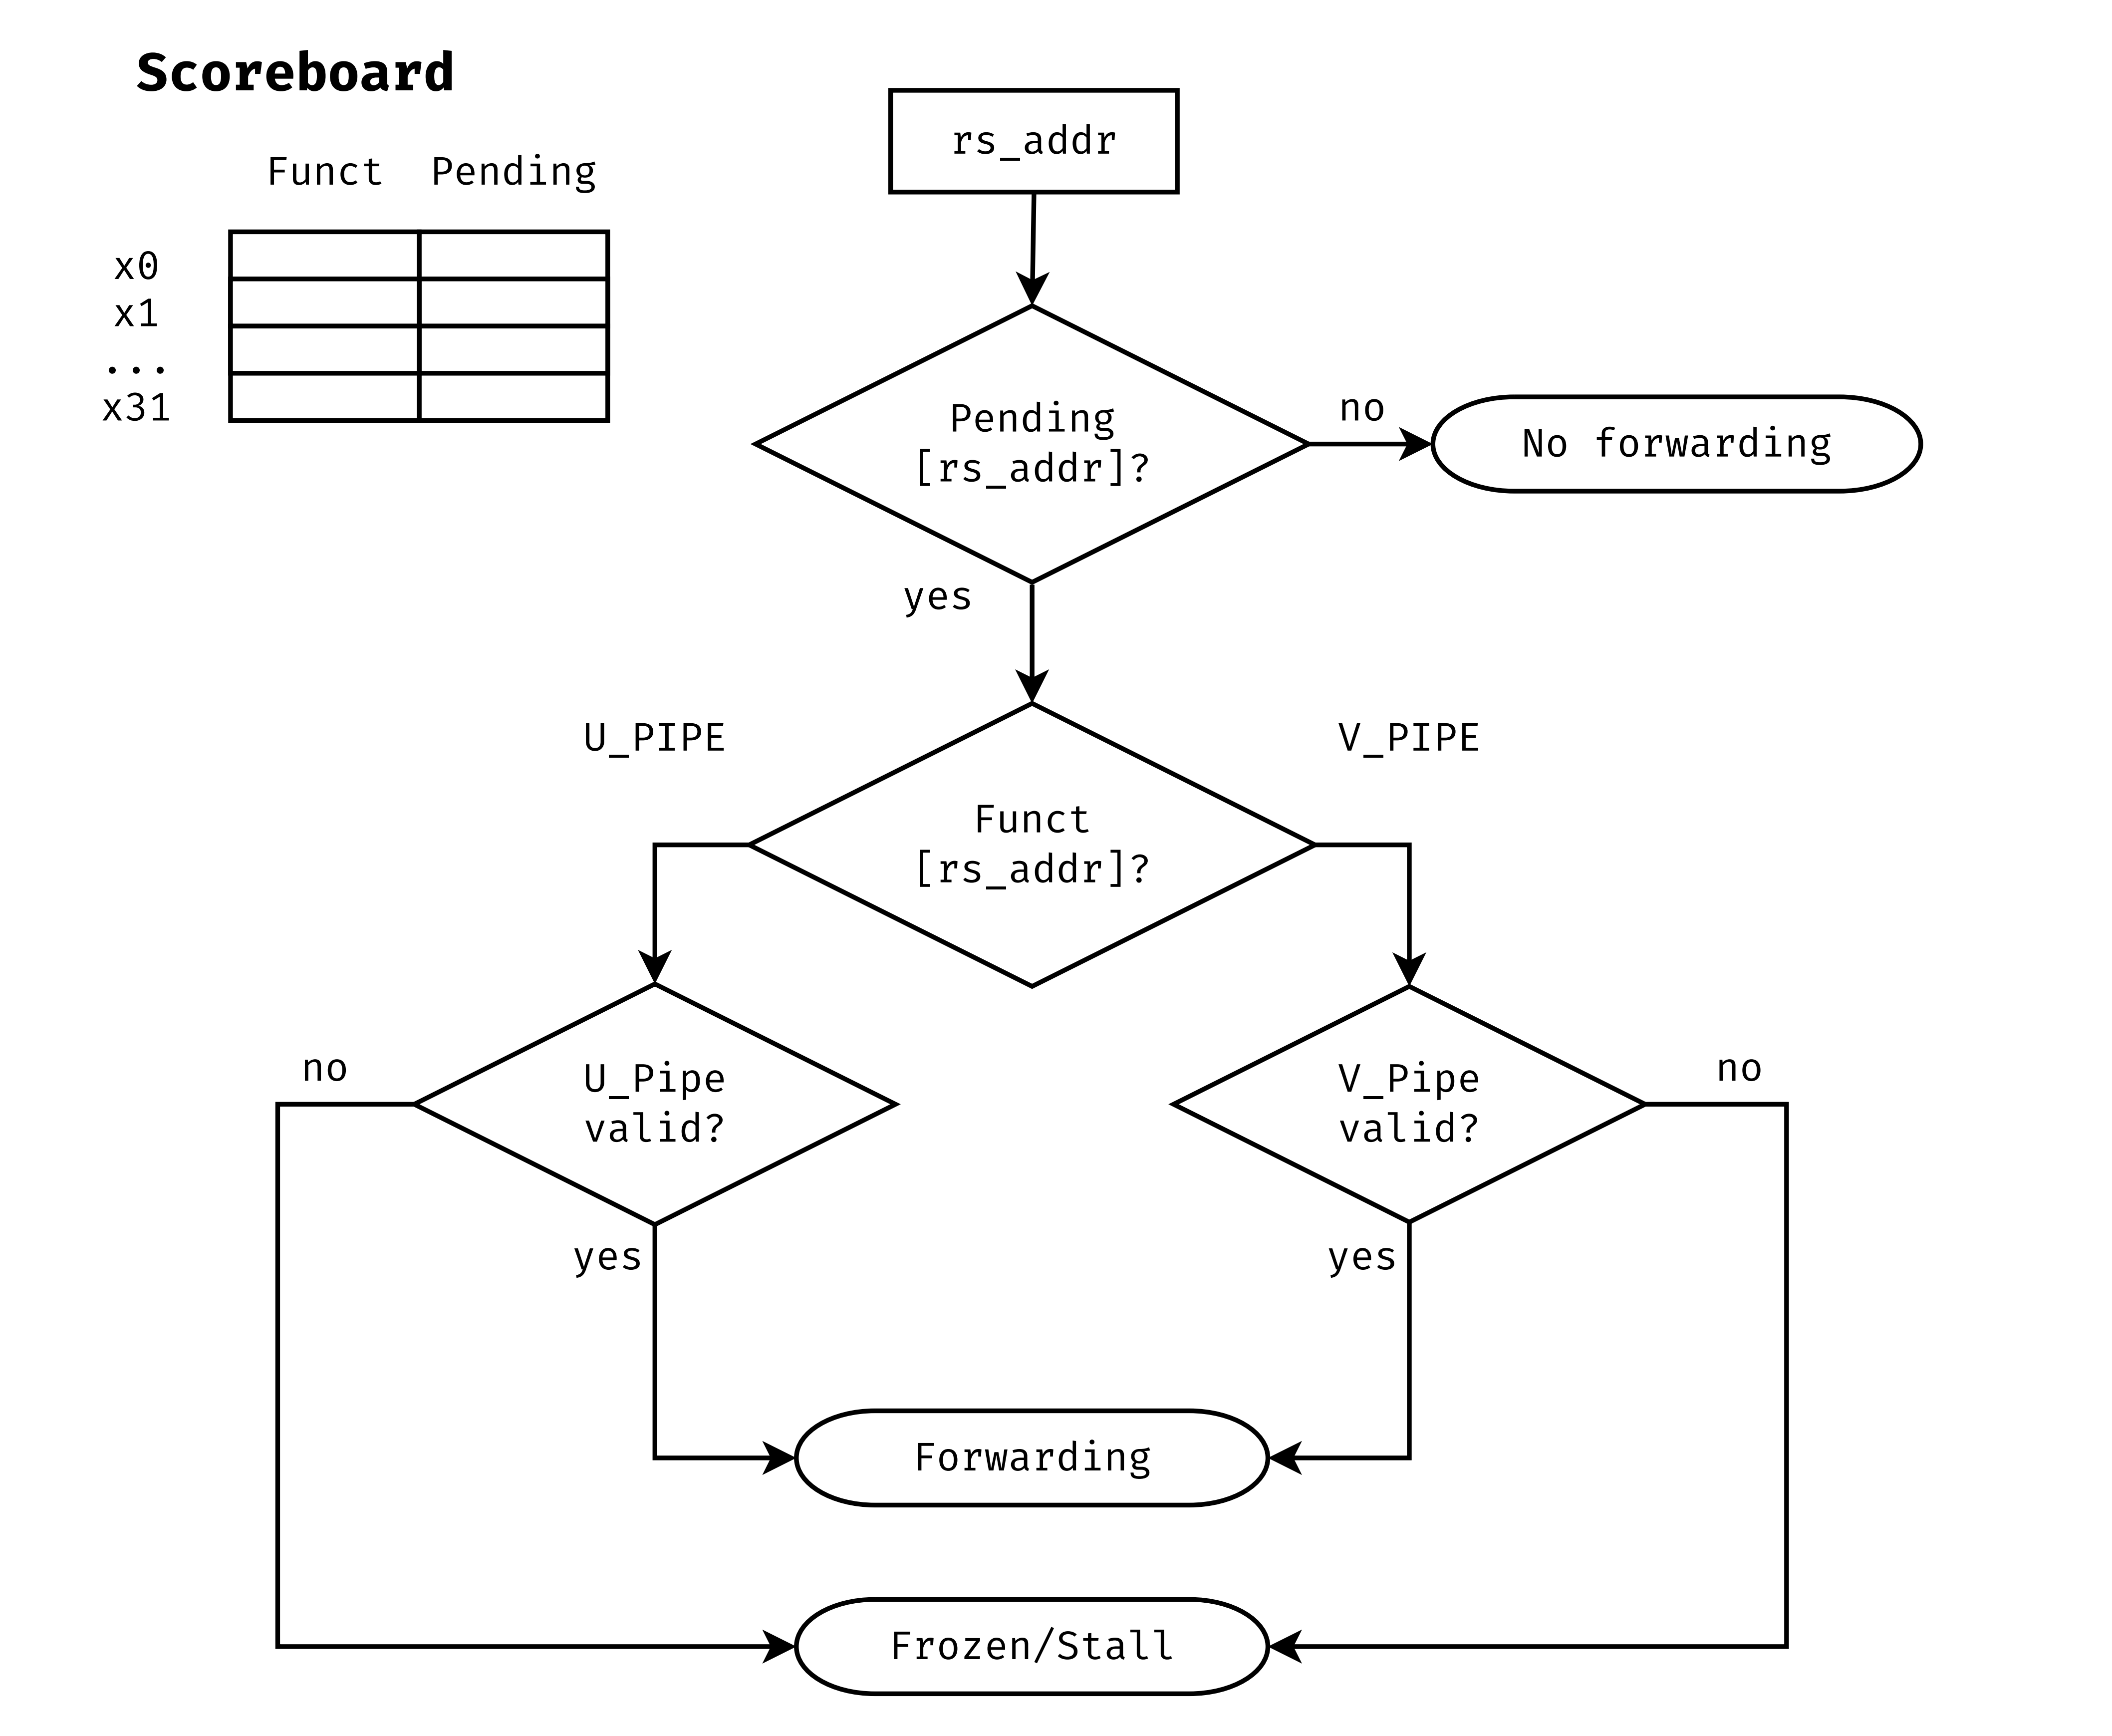 Scoreboard
Funct Pending
x0
x1
...
x31
rs_addr
Pending
[rs_addr]?
no
No forwarding
yes
U_PIPE
V_PIPE
Funct
[rs_addr]?
no
U_Pipe
valid?
yes
V_Pipe
valid?
no
yes
Forwarding
Frozen/Stall